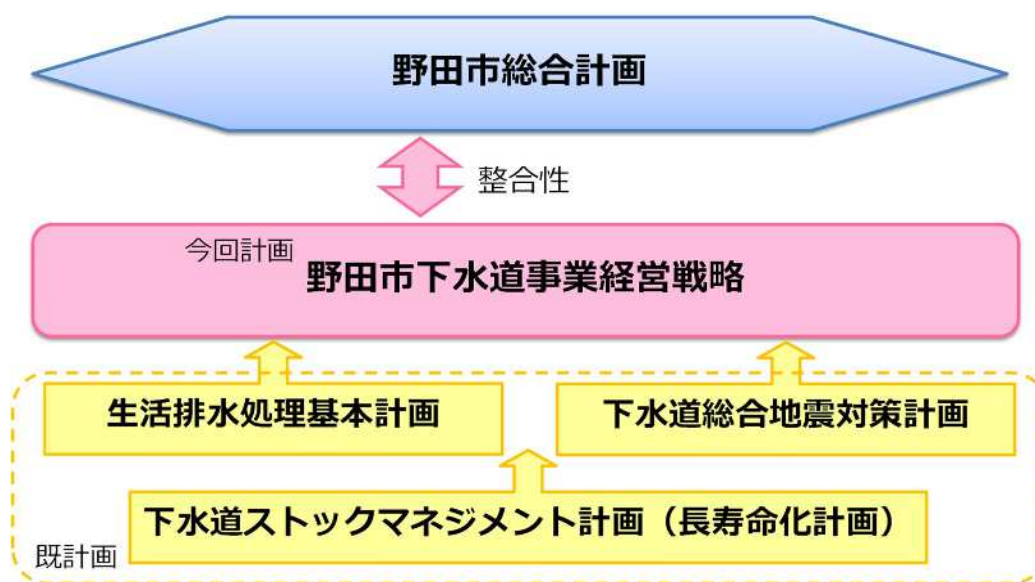 野田市総合計画
整合性
今回計画
野田市下水道事業経営戦略
生活排水処理基本計画
下水道総合地震対策計画
下水道ストックマネジメント計画（長寿命化計画）
既計画